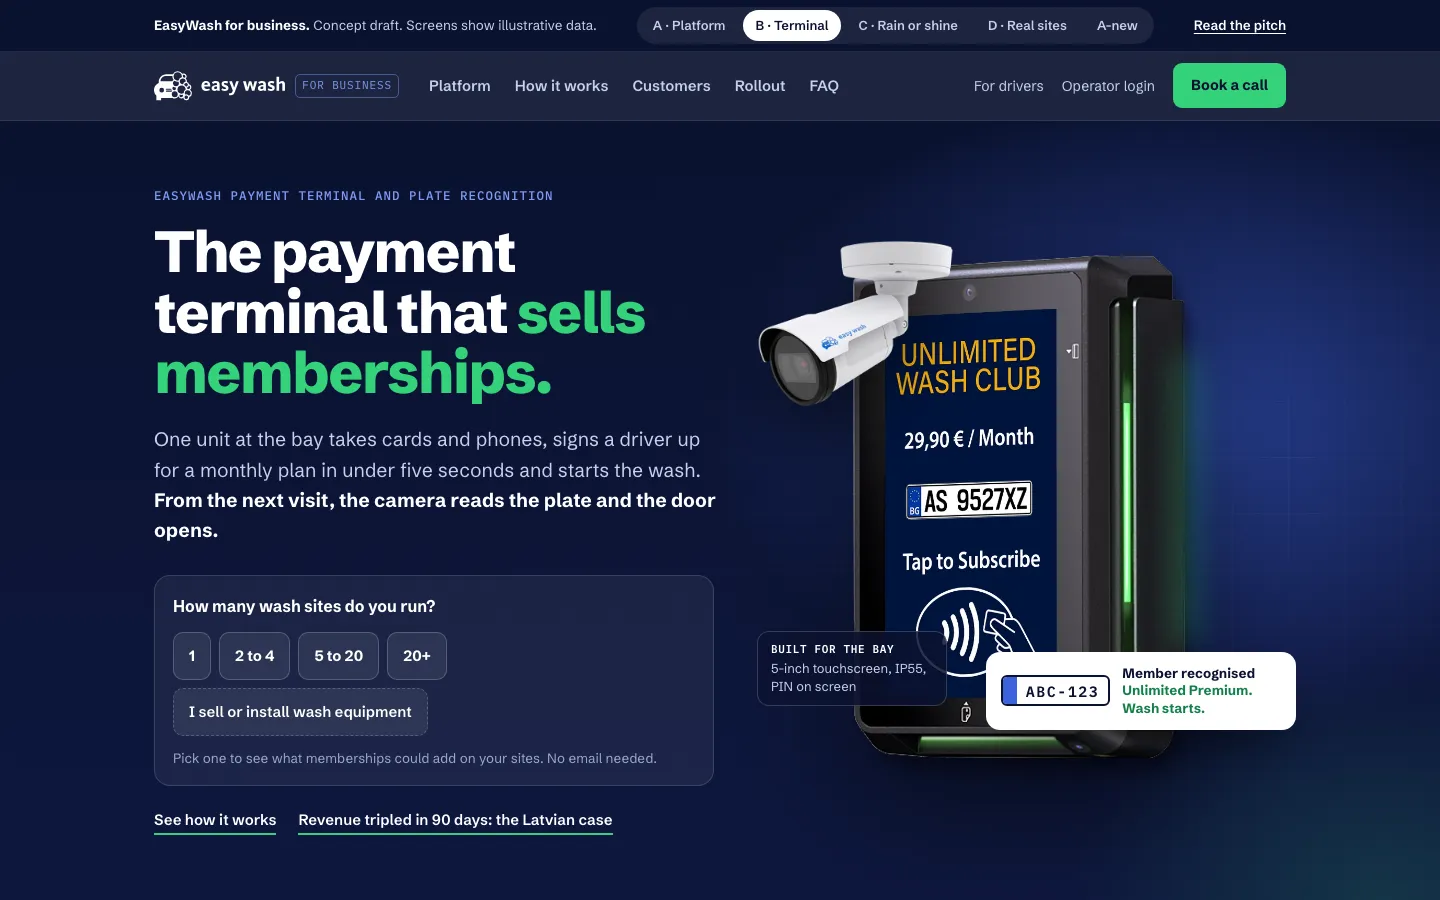 EasyWash for business. Concept draft. Screens show illustrative data.
A · Platform
B · Terminal
C · Rain or shine
D · Real sites
A-new
Read the pitch
easy wash
FOR BUSINESS
Platform
How it works
Customers
Rollout
FAQ
For drivers
Operator login
Book a call
EASYWASH PAYMENT TERMINAL AND PLATE RECOGNITION
The payment
terminal that sells
memberships.
One unit at the bay takes cards and phones, signs a driver up
for a monthly plan in under five seconds and starts the wash.
From the next visit, the camera reads the plate and the door
opens.
How many wash sites do you run?
1
2 to 4
5 to 20
20+
I sell or install wash equipment
Pick one to see what memberships could add on your sites. No email needed.
See how it works
Revenue tripled in 90 days: the Latvian case
easy wash
UNLIMITED
WASH CLUB
29,90 € / Month
BG
AS 9527XZ
Tap to Subscribe
BUILT FOR THE BAY
5-inch touchscreen, IP55,
PIN on screen
ABC-123
Member recognised
Unlimited Premium.
Wash starts.